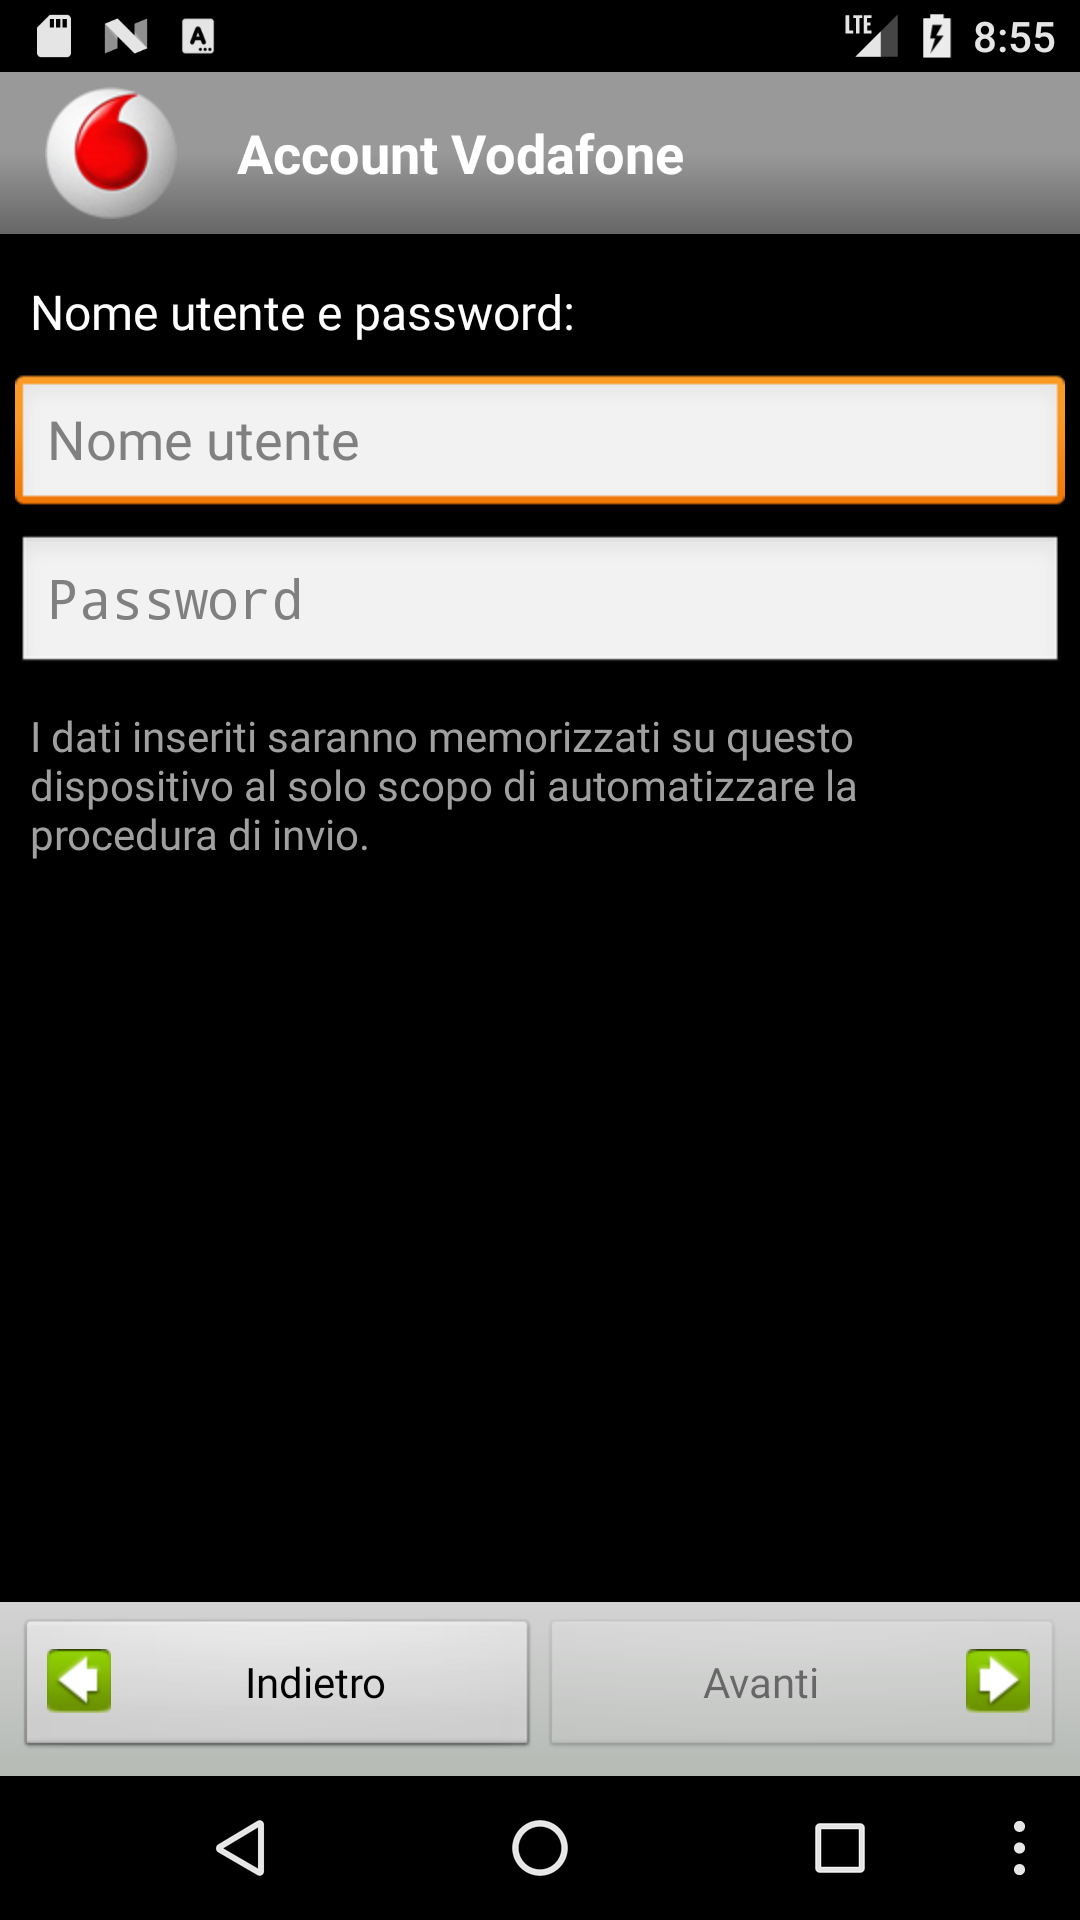 LTE 8:55
Account Vodafone
Nome utente e password:
Nome utente
Password
I dati inseriti saranno memorizzati su questo
dispositivo al solo scopo di automatizzare la
procedura di invio.
Indietro Avanti